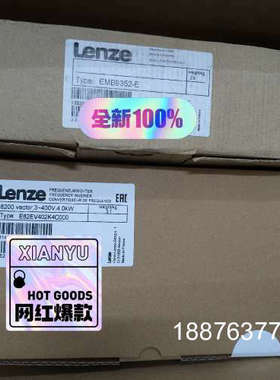 Lenze
Type: EMB9352-E
全新100%
Lenze
FREQUENZUMRICHTER
FREQUENCY INVERTER
CONVERTISSEUR DE FREQUENCE
EAC
8200 vector, 3~400V, 4.0kW
Type: E82EV402K4C000
XIANYU
HOT GOODS
网红爆款
18876377